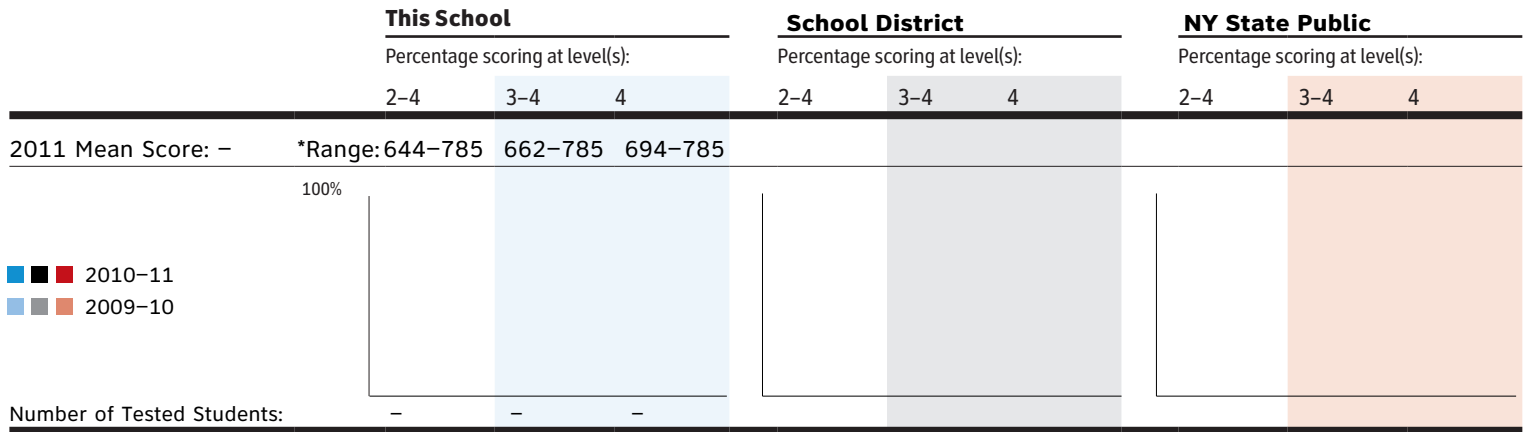 This School School District NY State Public
Percentage scoring at level(s): Percentage scoring at level(s): Percentage scoring at level(s):
2–4 3–4 4 2–4 3–4 4 2–4 3–4 4
2011 Mean Score: – *Range: 644–785 662–785 694–785
100%
2010–11
2009–10
Number of Tested Students: – – –